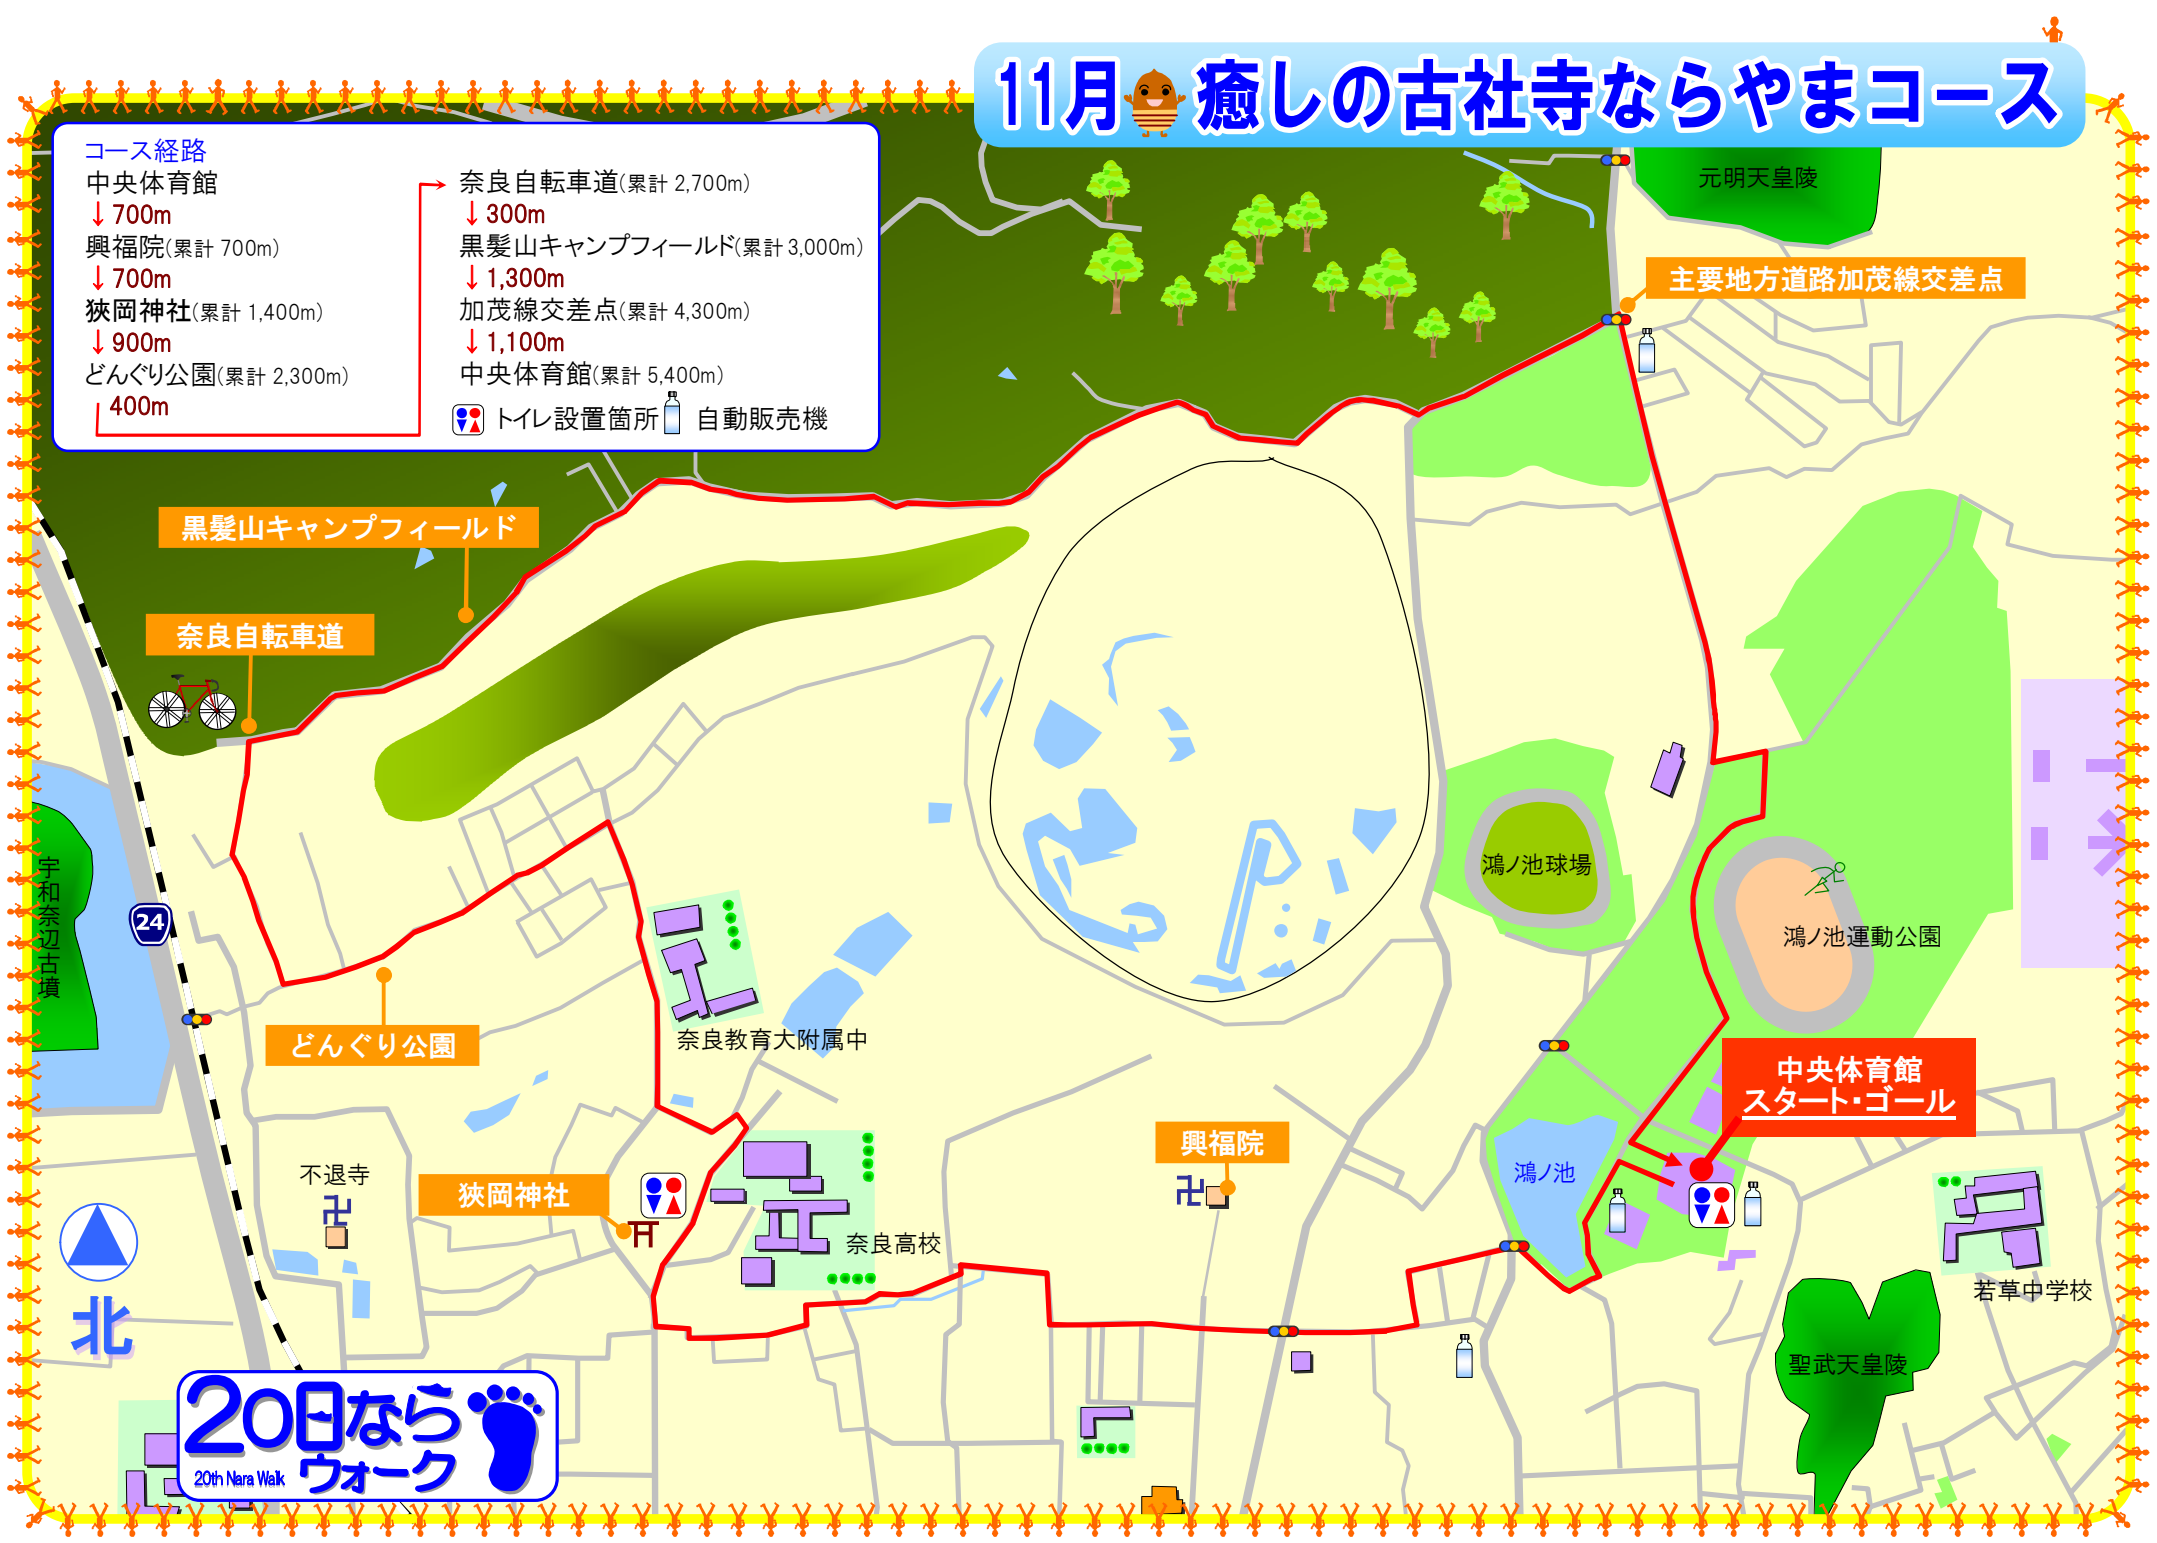 11月 癒しの古社寺ならやまコース
コース経路
中央体育館
↓700m
興福院(累計 700m)
↓700m
狹岡神社(累計 1,400m)
↓900m
どんぐり公園(累計 2,300m)
400m
奈良自転車道(累計 2,700m)
↓300m
黒髪山キャンプフィールド(累計 3,000m)
↓1,300m
加茂線交差点(累計 4,300m)
↓1,100m
中央体育館(累計 5,400m)
トイレ設置箇所 自動販売機
元明天皇陵
主要地方道路加茂線交差点
黒髪山キャンプフィールド
奈良自転車道
宇和奈辺古墳
24
鴻ノ池球場
鴻ノ池運動公園
どんぐり公園
奈良教育大附属中
中央体育館
スタート・ゴール
興福院
不退寺
狹岡神社
鴻ノ池
奈良高校
若草中学校
聖武天皇陵
北
20日なら
ウォーク
20th Nara Walk